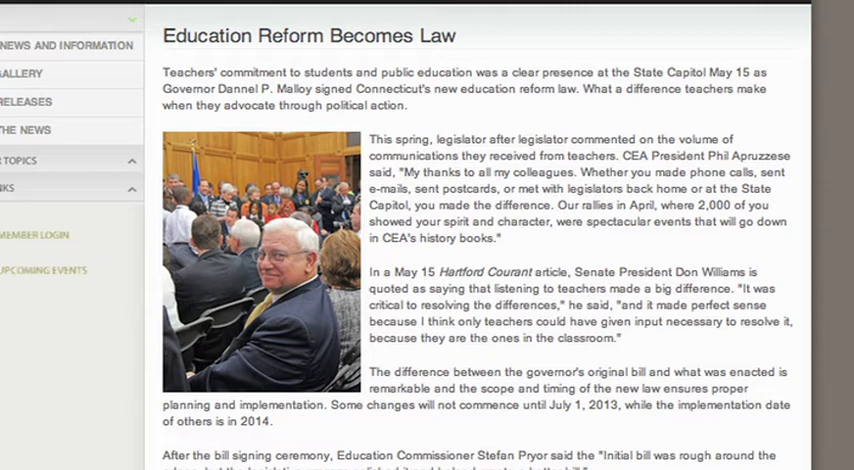 Education Reform Becomes Law
NEWS AND INFORMATION
GALLERY
RELEASES
THE NEWS
TOPICS
MEMBER LOGIN
UPCOMING EVENTS
Teachers' commitment to students and public education was a clear presence at the State Capitol May 15 as
Governor Dannel P. Malloy signed Connecticut's new education reform law. What a difference teachers make
when they advocate through political action.
This spring, legislator after legislator commented on the volume of
communications they received from teachers. CEA President Phil Apruzzese
said, "My thanks to all my colleagues. Whether you made phone calls, sent
e-mails, sent postcards, or met with legislators back home or at the State
Capitol, you made the difference. Our rallies in April, where 2,000 of you
showed your spirit and character, were spectacular events that will go down
in CEA's history books."
In a May 15 Hartford Courant article, Senate President Don Williams is
quoted as saying that listening to teachers made a big difference. "It was
critical to resolving the differences," he said, "and it made perfect sense
because I think only teachers could have given input necessary to resolve it,
because they are the ones in the classroom."
The difference between the governor's original bill and what was enacted is
remarkable and the scope and timing of the new law ensures proper
planning and implementation. Some changes will not commence until July 1, 2013, while the implementation date
of others is in 2014.
After the bill signing ceremony, Education Commissioner Stefan Pryor said the "Initial bill was rough around the